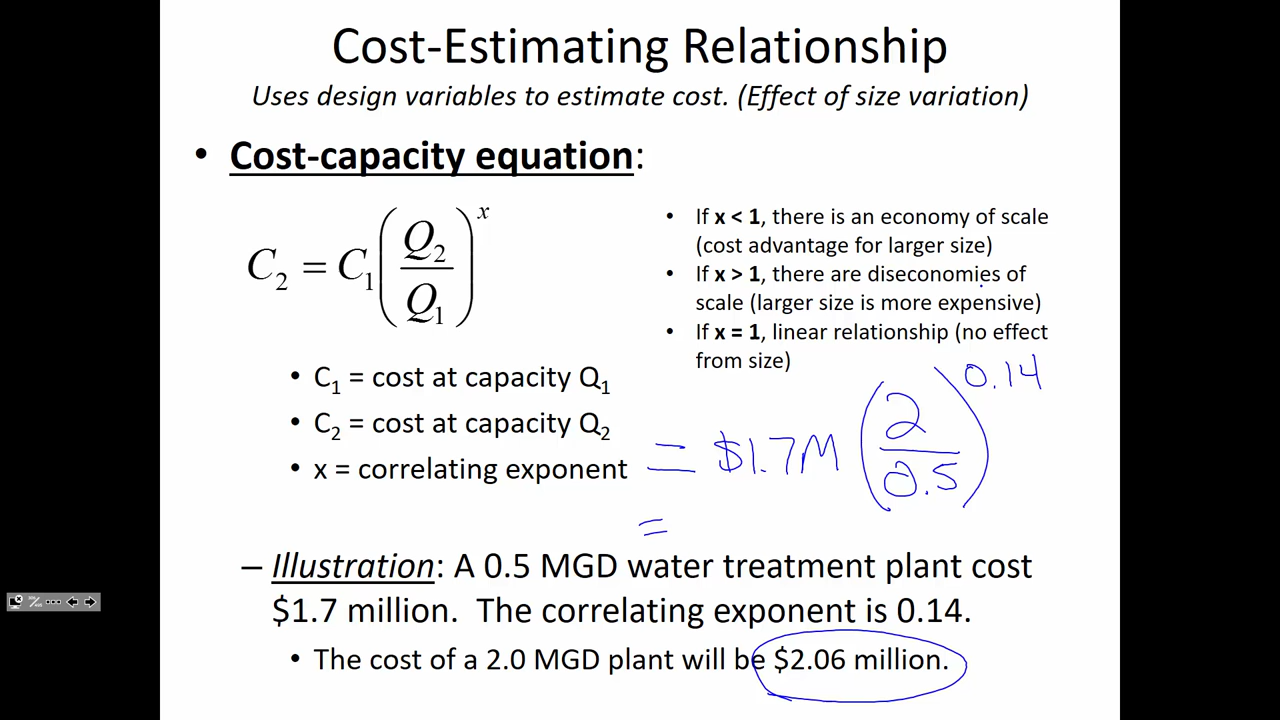 Cost-Estimating Relationship
Uses design variables to estimate cost. (Effect of size variation)
• Cost-capacity equation:
C₂ = C₁(Q₂/Q₁)ˣ
• If x < 1, there is an economy of scale
(cost advantage for larger size)
• If x > 1, there are diseconomies of
scale (larger size is more expensive)
• If x = 1, linear relationship (no effect
from size)
• C₁ = cost at capacity Q₁
• C₂ = cost at capacity Q₂
• x = correlating exponent
= $1.7M (2/0.5)^0.14
=
– Illustration: A 0.5 MGD water treatment plant cost
$1.7 million. The correlating exponent is 0.14.
• The cost of a 2.0 MGD plant will be $2.06 million.